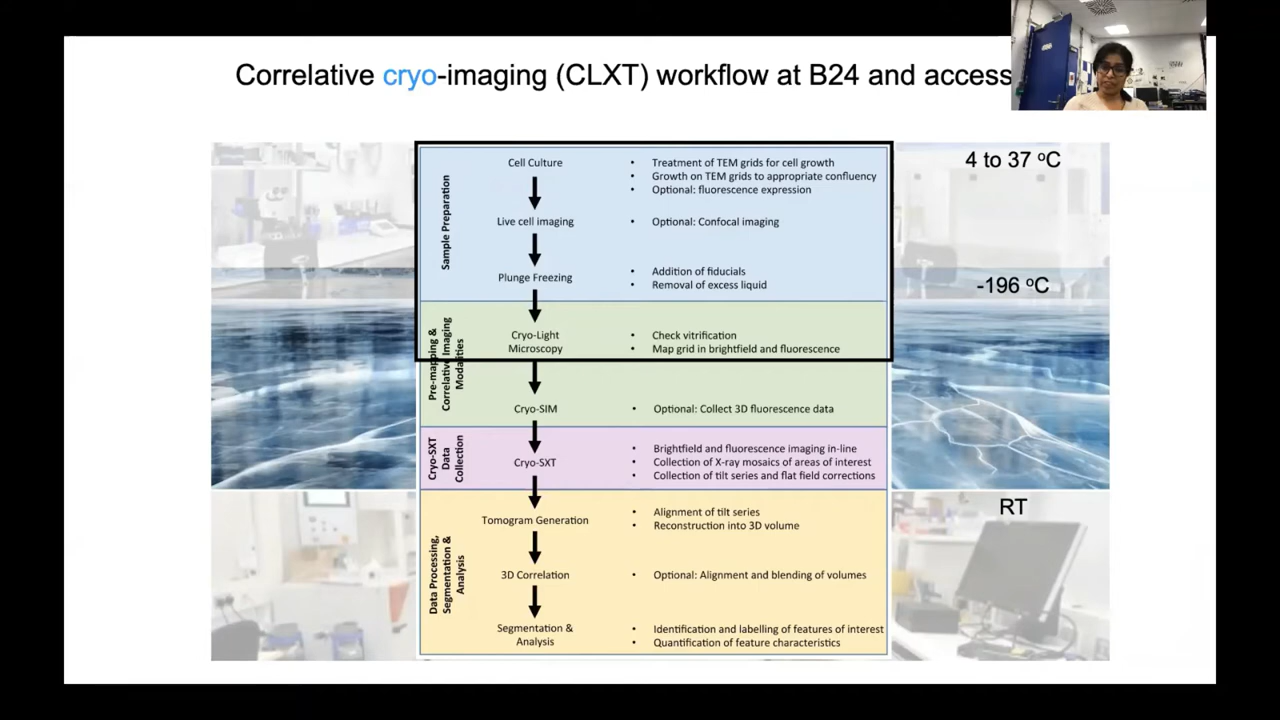 Correlative cryo-imaging (CLXT) workflow at B24 and access
4 to 37 ºC
-196 ºC
RT
Sample Preparation
Cell Culture
• Treatment of TEM grids for cell growth
• Growth on TEM grids to appropriate confluency
• Optional: fluorescence expression
Live cell imaging
• Optional: Confocal imaging
Plunge Freezing
• Addition of fiducials
• Removal of excess liquid
Pre-mapping &
Correlative Imaging
Modalities
Cryo-Light
Microscopy
• Check vitrification
• Map grid in brightfield and fluorescence
Cryo-SIM
• Optional: Collect 3D fluorescence data
Cryo-SXT
Data
Collection
Cryo-SXT
• Brightfield and fluorescence imaging in-line
• Collection of X-ray mosaics of areas of interest
• Collection of tilt series and flat field corrections
Data Processing,
Segmentation &
Analysis
Tomogram Generation
• Alignment of tilt series
• Reconstruction into 3D volume
3D Correlation
• Optional: Alignment and blending of volumes
Segmentation &
Analysis
• Identification and labelling of features of interest
• Quantification of feature characteristics